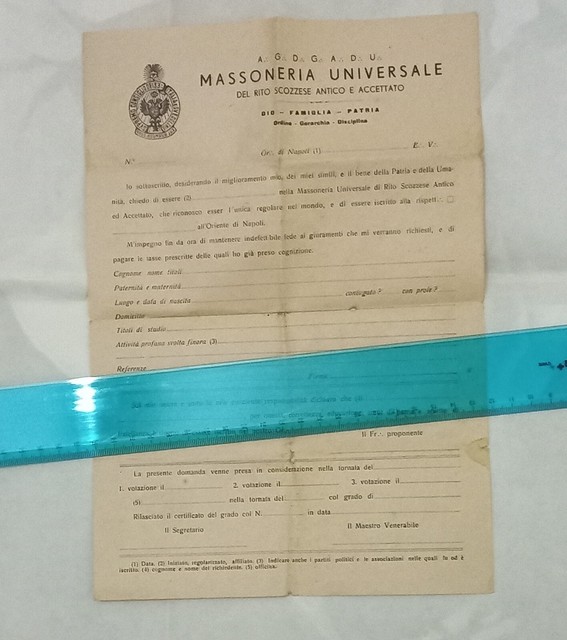 A∴ G∴ D∴ G∴ A∴ D∴ U∴
MASSONERIA UNIVERSALE
DEL RITO SCOZZESE ANTICO E ACCETTATO
DIO - FAMIGLIA - PATRIA
Ordine - Gerarchia - Disciplina
N.° Or∴ di Napoli (1) E∴ V∴
Io sottoscritto, desiderando il miglioramento mio, dei miei simili, e il bene della Patria e della Uma-
nità, chiedo di essere (2) nella Massoneria Universale di Rito Scozzese Antico
ed Accettato, che riconosco esser l'unica regolare nel mondo, e di essere iscritto alla rispett∴
all'Oriente di Napoli.
M'impegno fin da ora di mantenere indefettibile fede ai giuramenti che mi verranno richiesti, e di
pagare le tasse prescritte delle quali ho già preso cognizione.
Cognome nome titoli
Paternità e maternità
Luogo e data di nascita coniugato? con prole?
Domicilio
Titoli di studio
Attività profana svolta finora (3)
Referenze
Firma
Il Fr∴ proponente
La presente domanda venne presa in considerazione nella tornata del
1. votazione il 2. votazione il 3. votazione il
(5) nella tornata del col grado di
Rilasciato il certificato del grado col N. in data
Il Segretario Il Maestro Venerabile
(1) Data. (2) Iniziato, regolarizzato, affiliato. (3) Indicare anche i partiti politici e le associazioni nelle quali fu od è
iscritto. (4) cognome e nome del richiedente. (5) officina.